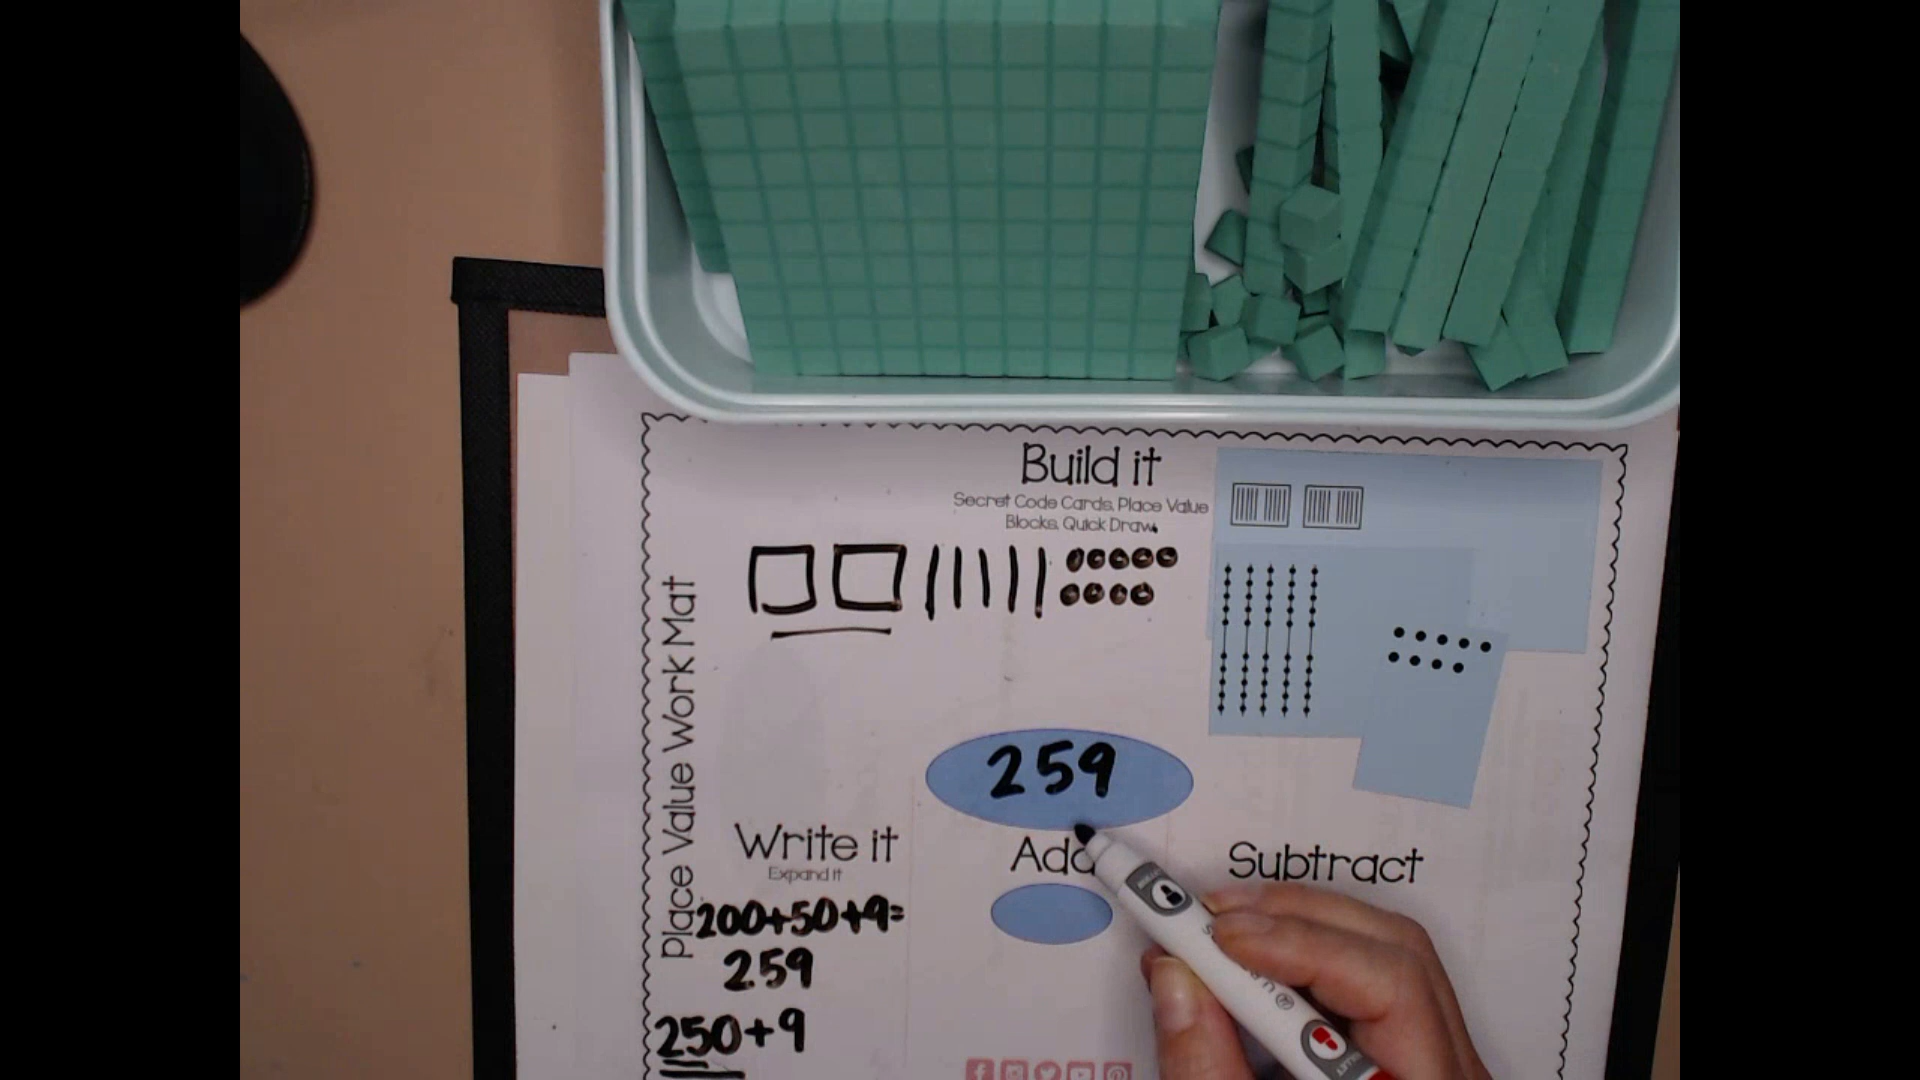 Build it
Secret Code Cards, Place Value
Blocks, Quick Draw
Place Value Work Mat
259
Write it
Expand It
200+50+9=
259
250+9
Add
Subtract